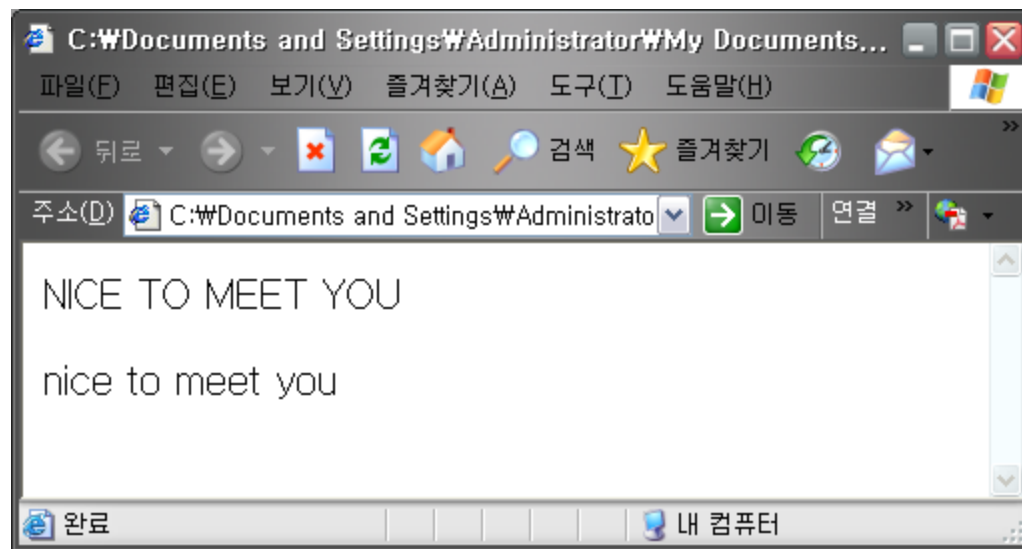 C:₩Documents and Settings₩Administrator₩My Documents...
파일(F) 편집(E) 보기(V) 즐겨찾기(A) 도구(T) 도움말(H)
뒤로 검색 즐겨찾기 »
주소(D) C:₩Documents and Settings₩Administrato 이동 연결 »
NICE TO MEET YOU
nice to meet you
완료 내 컴퓨터